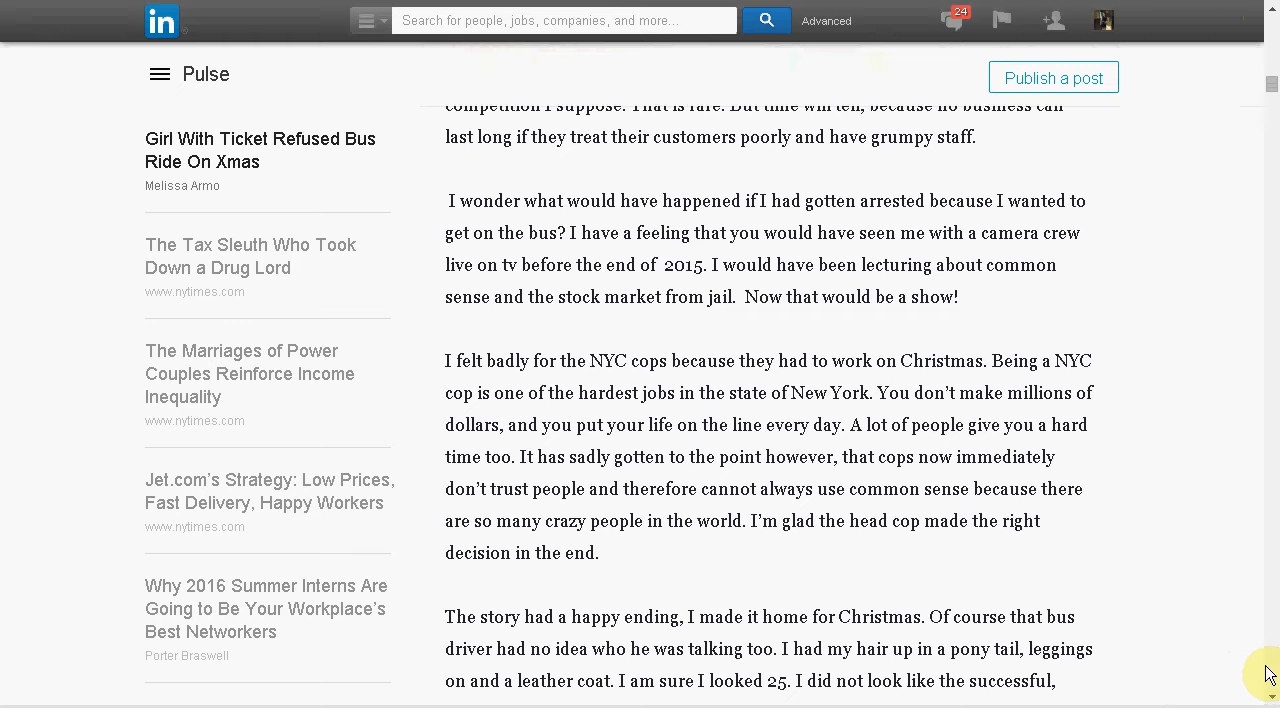 in
Search for people, jobs, companies, and more...
Advanced
24
Pulse
Publish a post
Girl With Ticket Refused Bus
Ride On Xmas
Melissa Armo
The Tax Sleuth Who Took
Down a Drug Lord
www.nytimes.com
The Marriages of Power
Couples Reinforce Income
Inequality
www.nytimes.com
Jet.com's Strategy: Low Prices,
Fast Delivery, Happy Workers
www.nytimes.com
Why 2016 Summer Interns Are
Going to Be Your Workplace's
Best Networkers
Porter Braswell
competition I suppose. That is rare. But time will tell, because no business can
last long if they treat their customers poorly and have grumpy staff.
I wonder what would have happened if I had gotten arrested because I wanted to
get on the bus? I have a feeling that you would have seen me with a camera crew
live on tv before the end of 2015. I would have been lecturing about common
sense and the stock market from jail. Now that would be a show!
I felt badly for the NYC cops because they had to work on Christmas. Being a NYC
cop is one of the hardest jobs in the state of New York. You don't make millions of
dollars, and you put your life on the line every day. A lot of people give you a hard
time too. It has sadly gotten to the point however, that cops now immediately
don't trust people and therefore cannot always use common sense because there
are so many crazy people in the world. I'm glad the head cop made the right
decision in the end.
The story had a happy ending, I made it home for Christmas. Of course that bus
driver had no idea who he was talking too. I had my hair up in a pony tail, leggings
on and a leather coat. I am sure I looked 25. I did not look like the successful,